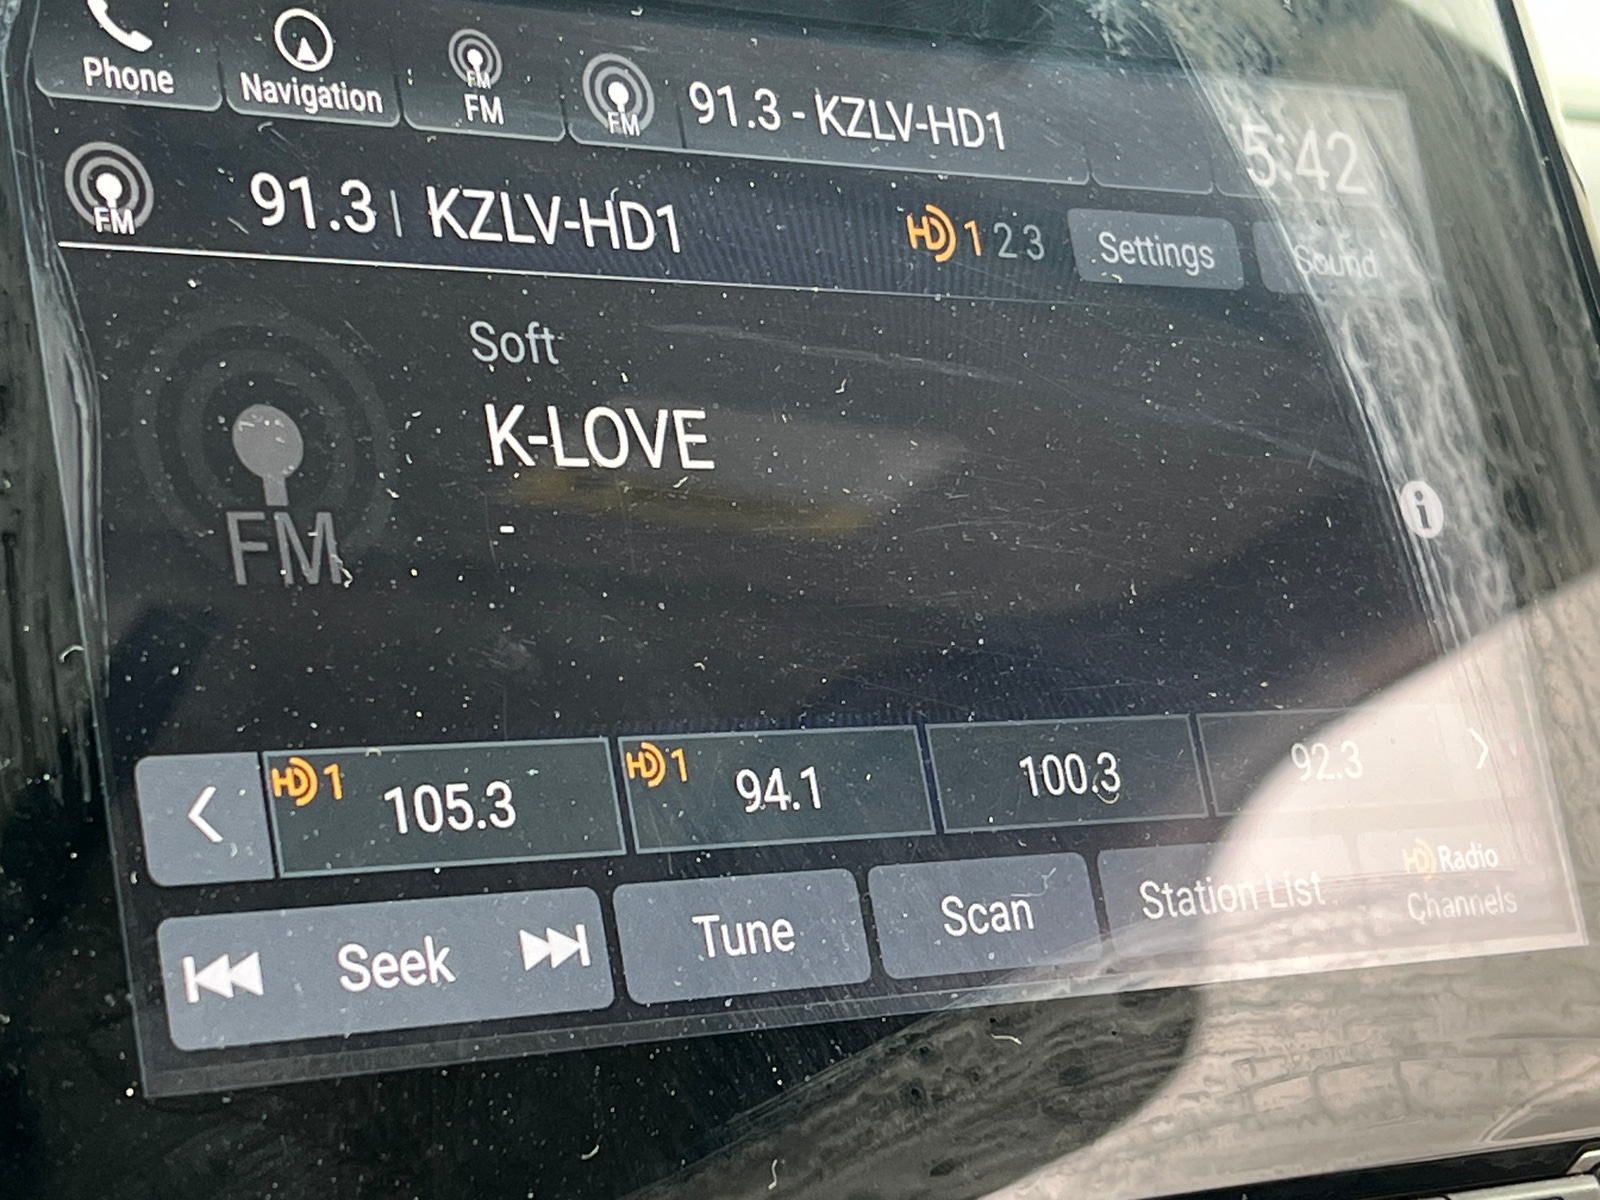 Phone
Navigation
FM
FM
FM
91.3 - KZLV-HD1
5:42
FM
91.3 | KZLV-HD1
HD 1 2 3
Settings
Sound
Soft
K-LOVE
-
FM
i
HD 1 105.3
HD 1 94.1
100.3
92.3
Seek
Tune
Scan
Station List
HD Radio
Channels